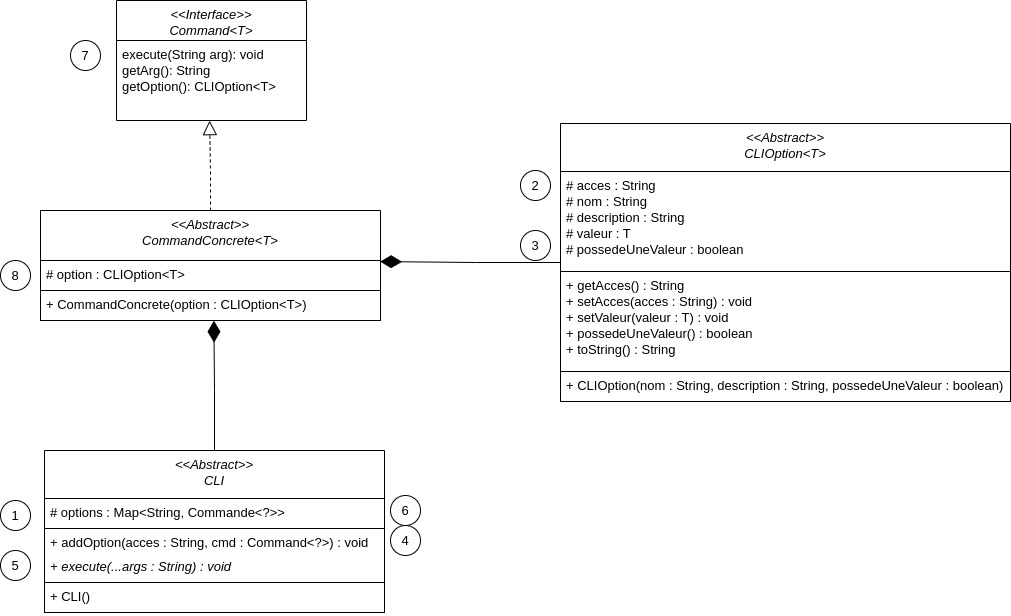 <<Interface>>
Command<T>
7
execute(String arg): void
getArg(): String
getOption(): CLIOption<T>
<<Abstract>>
CLIOption<T>
2
# acces : String
# nom : String
# description : String
# valeur : T
3
# possedeUneValeur : boolean
+ getAcces() : String
+ setAcces(acces : String) : void
+ setValeur(valeur : T) : void
+ possedeUneValeur() : boolean
+ toString() : String
+ CLIOption(nom : String, description : String, possedeUneValeur : boolean)
<<Abstract>>
CommandConcrete<T>
8
# option : CLIOption<T>
+ CommandConcrete(option : CLIOption<T>)
<<Abstract>>
CLI
1
# options : Map<String, Commande<?>>
6
+ addOption(acces : String, cmd : Command<?>) : void
4
5
+ execute(...args : String) : void
+ CLI()